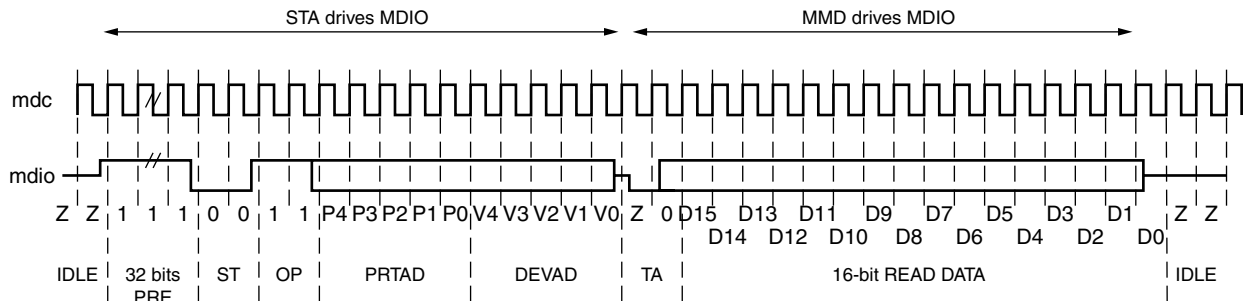 STA drives MDIO MMD drives MDIO
mdc
mdio
Z Z 1 1 1 0 0 1 1 P4 P3 P2 P1 P0 V4 V3 V2 V1 V0 Z 0 D15 D13 D11 D9 D7 D5 D3 D1 Z Z
D14 D12 D10 D8 D6 D4 D2 D0
IDLE 32 bits ST OP PRTAD DEVAD TA 16-bit READ DATA IDLE
PRE